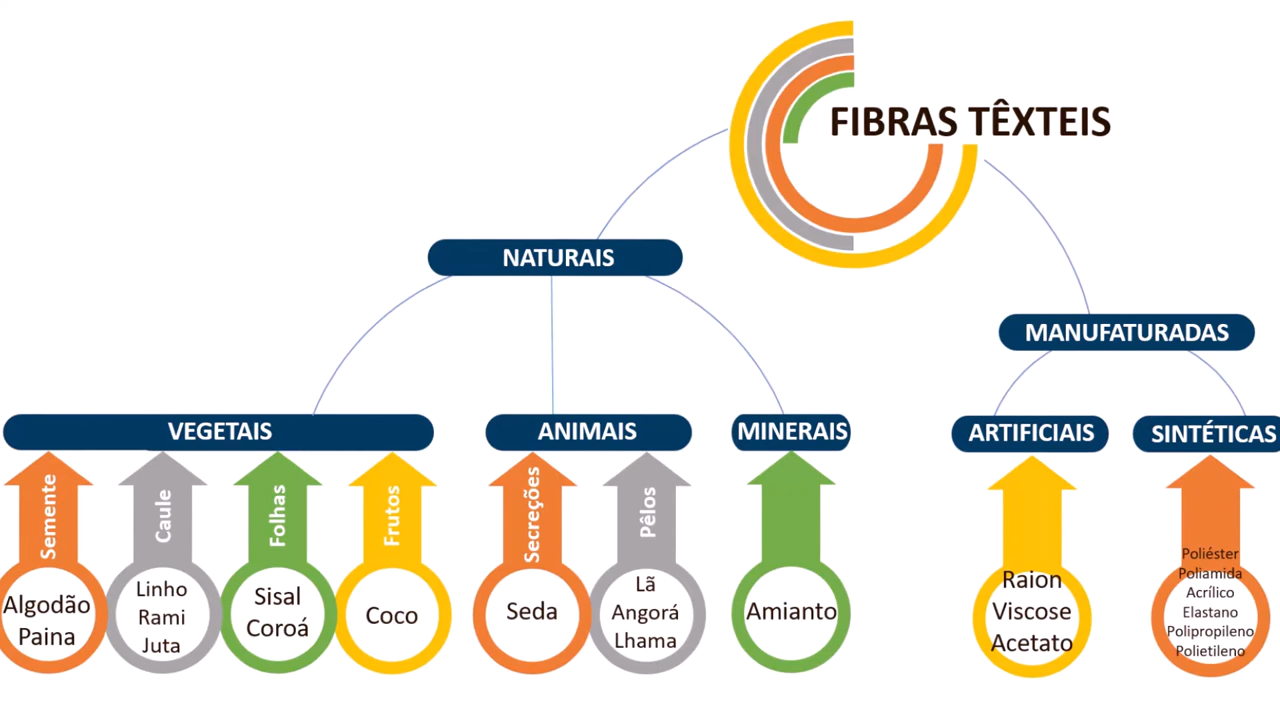 FIBRAS TÊXTEIS
NATURAIS
MANUFATURADAS
VEGETAIS
ANIMAIS
MINERAIS
ARTIFICIAIS
SINTÉTICAS
Semente
Caule
Folhas
Frutos
Secreções
Pêlos
Algodão
Paina
Linho
Rami
Juta
Sisal
Coroá
Coco
Seda
Lã
Angorá
Lhama
Amianto
Raion
Viscose
Acetato
Poliéster
Poliamida
Acrílico
Elastano
Polipropileno
Polietileno